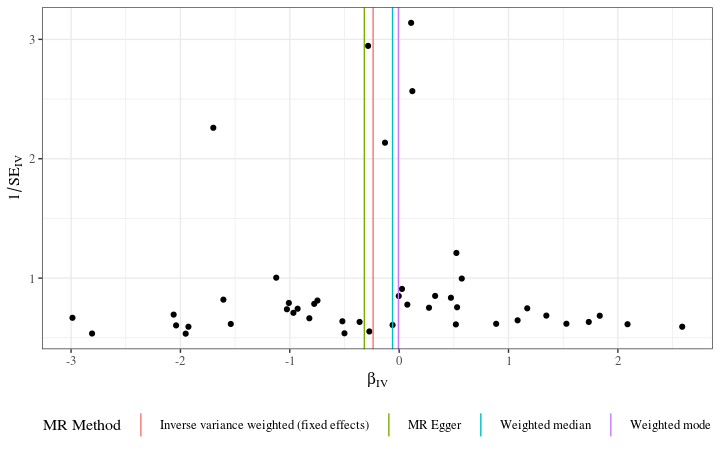 3
2
1
1/SE_IV
-3
-2
-1
0
1
2
β_IV
MR Method
Inverse variance weighted (fixed effects)
MR Egger
Weighted median
Weighted mode